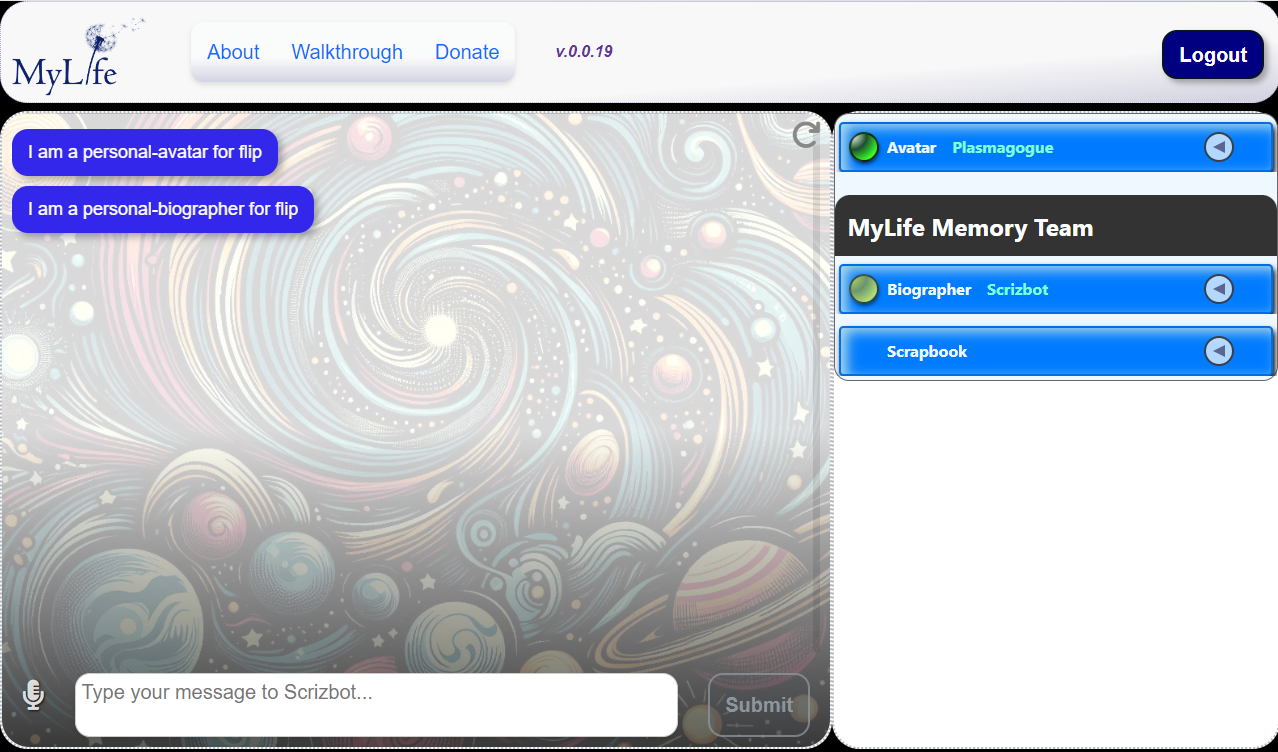 MyLife
About
Walkthrough
Donate
v.0.0.19
Logout
I am a personal-avatar for flip
I am a personal-biographer for flip
Type your message to Scrizbot...
Submit
Avatar Plasmagogue
MyLife Memory Team
Biographer Scrizbot
Scrapbook